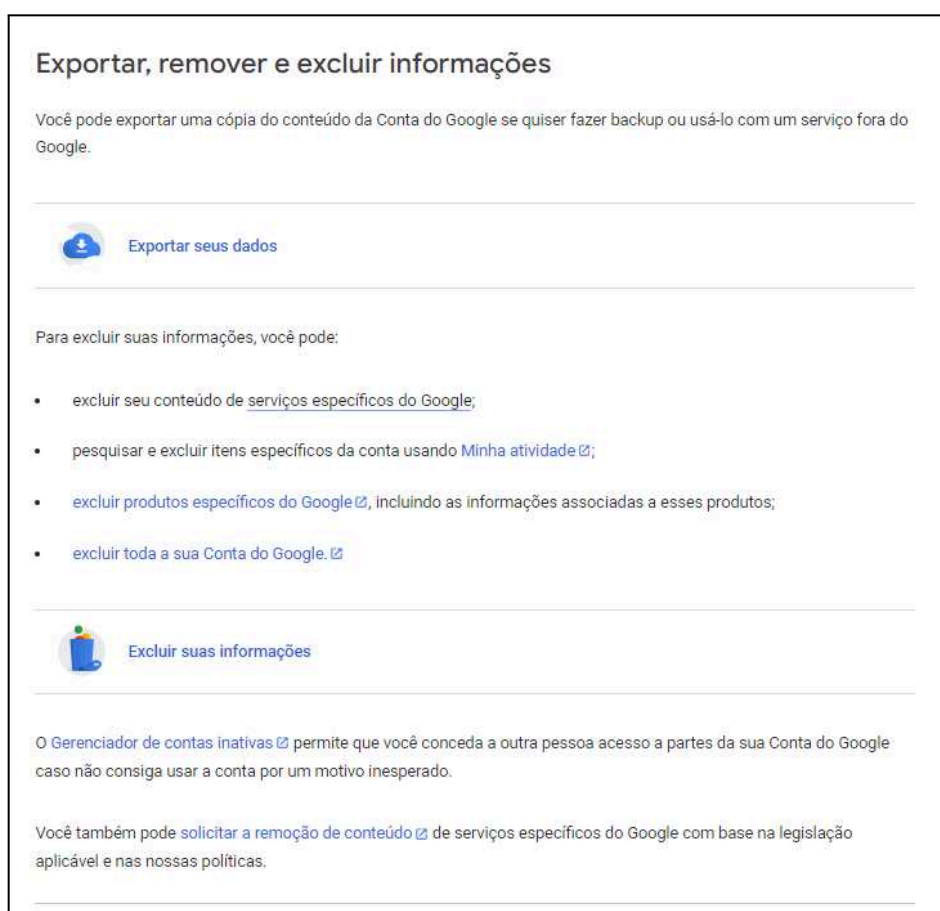 Exportar, remover e excluir informações
Você pode exportar uma cópia do conteúdo da Conta do Google se quiser fazer backup ou usá-lo com um serviço fora do
Google.
Exportar seus dados
Para excluir suas informações, você pode:
• excluir seu conteúdo de serviços específicos do Google;
• pesquisar e excluir itens específicos da conta usando Minha atividade;
• excluir produtos específicos do Google, incluindo as informações associadas a esses produtos;
• excluir toda a sua Conta do Google.
Excluir suas informações
O Gerenciador de contas inativas permite que você conceda a outra pessoa acesso a partes da sua Conta do Google
caso não consiga usar a conta por um motivo inesperado.
Você também pode solicitar a remoção de conteúdo de serviços específicos do Google com base na legislação
aplicável e nas nossas políticas.